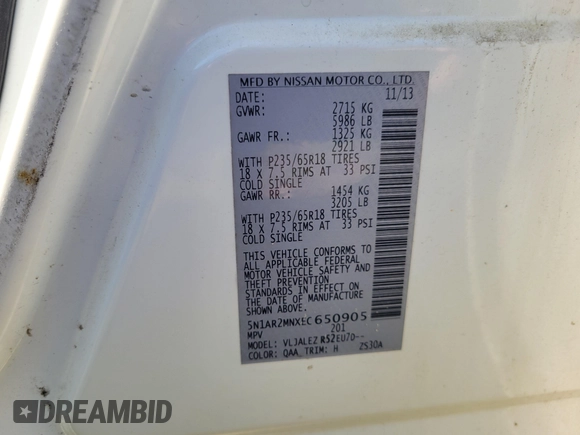 MFD BY NISSAN MOTOR CO., LTD.
DATE: 11/13
GVWR: 2715 KG
5986 LB
GAWR FR.: 1325 KG
2921 LB
WITH P235/65R18 TIRES
18 X 7.5 RIMS AT 33 PSI
COLD SINGLE
GAWR RR.: 1454 KG
3205 LB
WITH P235/65R18 TIRES
18 X 7.5 RIMS AT 33 PSI
COLD SINGLE
THIS VEHICLE CONFORMS TO
ALL APPLICABLE FEDERAL
MOTOR VEHICLE SAFETY AND
THEFT PREVENTION
STANDARDS IN EFFECT ON
THE DATE OF MANUFACTURE
SHOWN ABOVE.
5N1AR2MNXEC650905
MPV 201
MODEL: VLJALEZ RS2EU7D--
COLOR: QAA TRIM: H 2S30A
DREAMBID